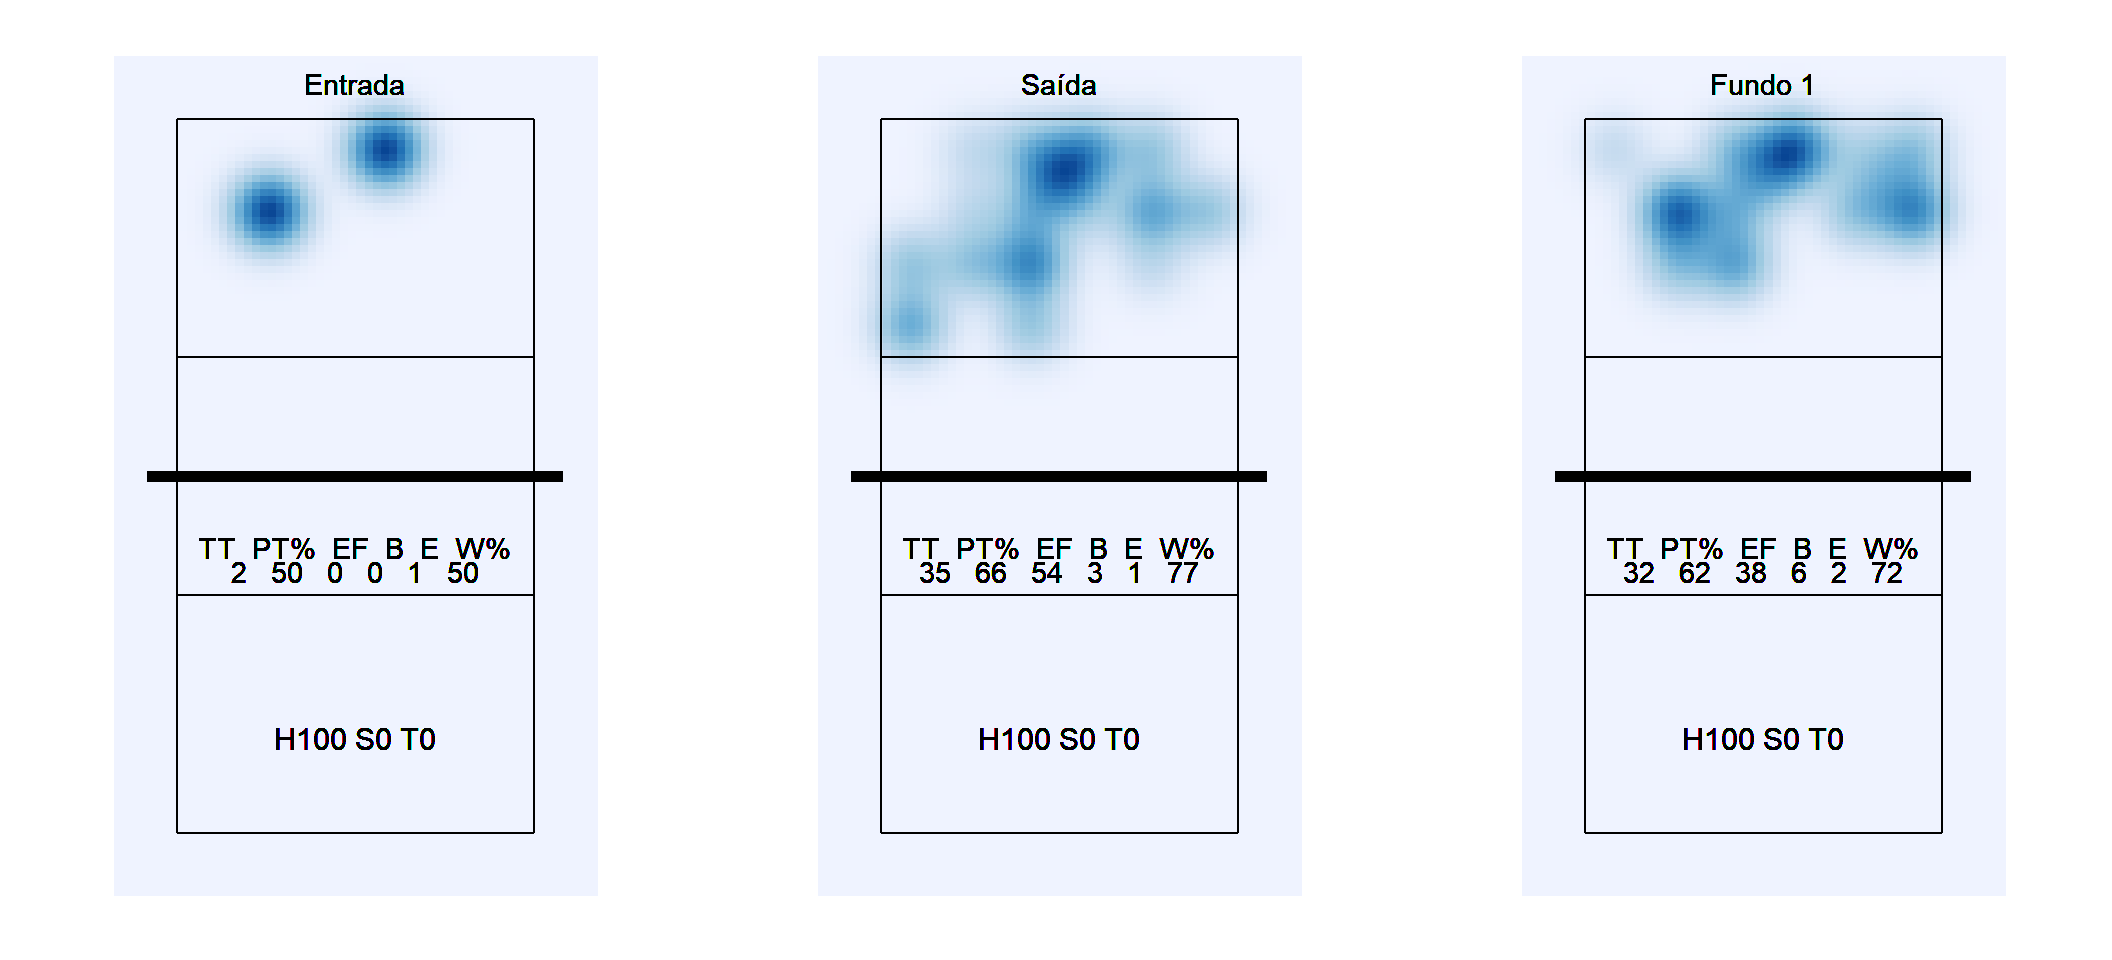 Entrada
TT PT% EF B E W%
2 50 0 0 1 50
H100 S0 T0
Saída
TT PT% EF B E W%
35 66 54 3 1 77
H100 S0 T0
Fundo 1
TT PT% EF B E W%
32 62 38 6 2 72
H100 S0 T0